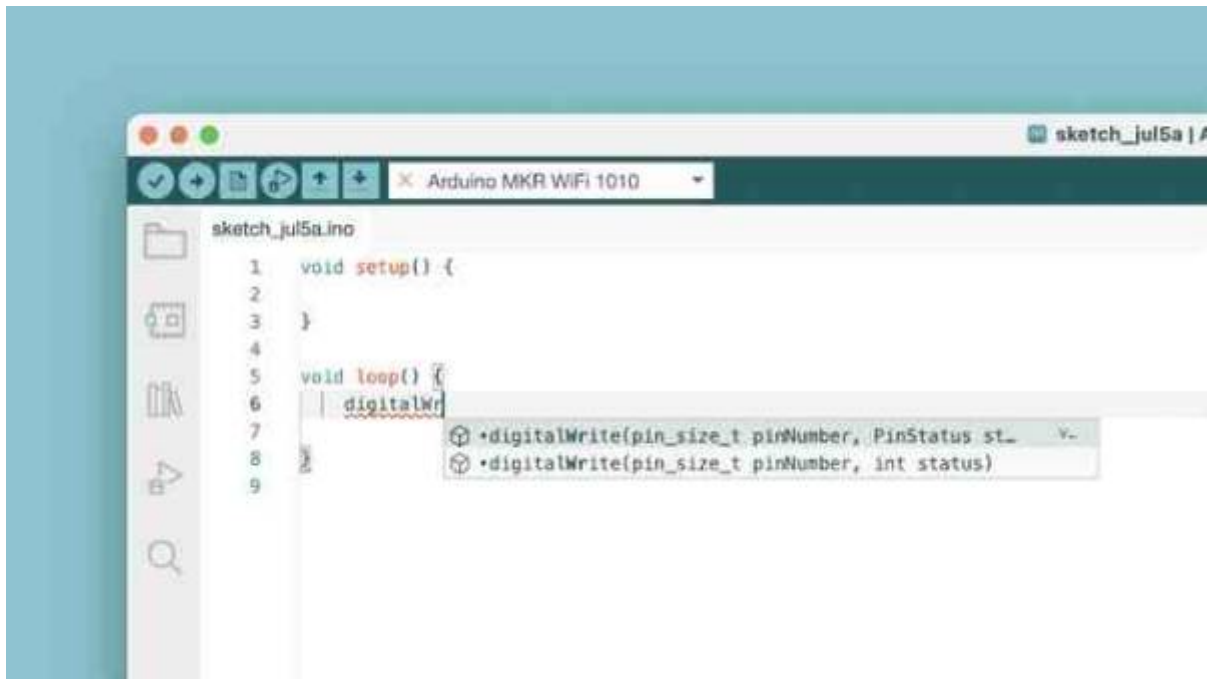 sketch_jul5a | A
Arduino MKR WiFi 1010
sketch_jul5a.ino
1 void setup() {
2
3 }
4
5 void loop() {
6 digitalWr
7 •digitalWrite(pin_size_t pinNumber, PinStatus st… v…
8 } •digitalWrite(pin_size_t pinNumber, int status)
9